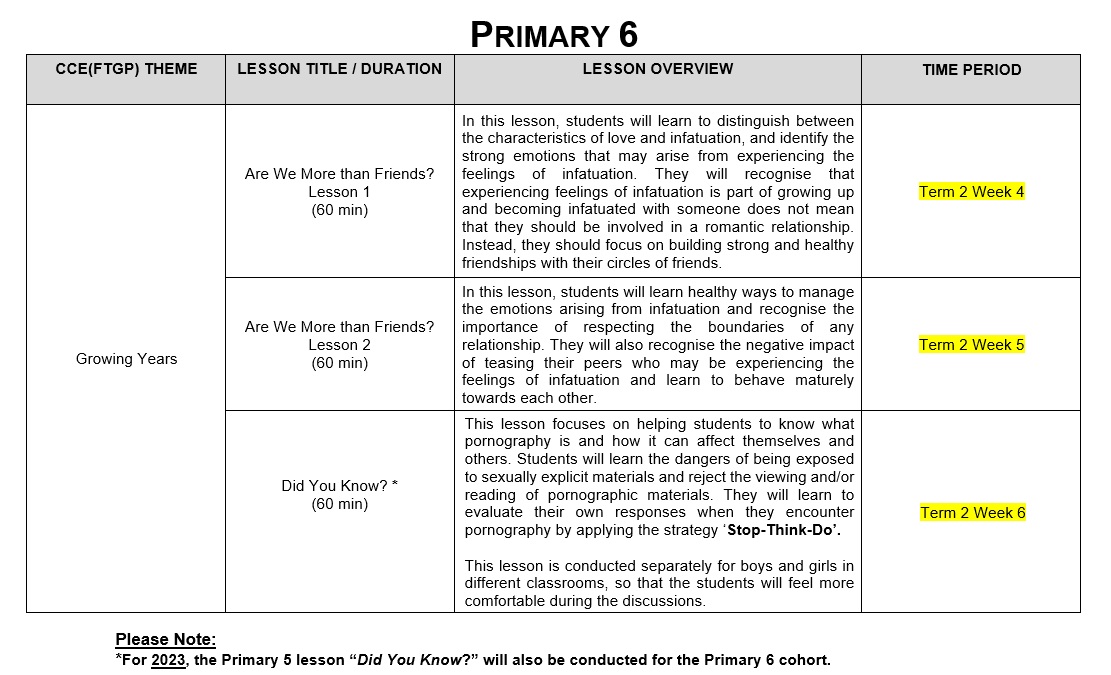 PRIMARY 6
CCE(FTGP) THEME
LESSON TITLE / DURATION
LESSON OVERVIEW
TIME PERIOD
Growing Years
Are We More than Friends?
Lesson 1
(60 min)
In this lesson, students will learn to distinguish between
the characteristics of love and infatuation, and identify the
strong emotions that may arise from experiencing the
feelings of infatuation. They will recognise that
experiencing feelings of infatuation is part of growing up
and becoming infatuated with someone does not mean
that they should be involved in a romantic relationship.
Instead, they should focus on building strong and healthy
friendships with their circles of friends.
Term 2 Week 4
Are We More than Friends?
Lesson 2
(60 min)
In this lesson, students will learn healthy ways to manage
the emotions arising from infatuation and recognise the
importance of respecting the boundaries of any
relationship. They will also recognise the negative impact
of teasing their peers who may be experiencing the
feelings of infatuation and learn to behave maturely
towards each other.
Term 2 Week 5
Did You Know? *
(60 min)
This lesson focuses on helping students to know what
pornography is and how it can affect themselves and
others. Students will learn the dangers of being exposed
to sexually explicit materials and reject the viewing and/or
reading of pornographic materials. They will learn to
evaluate their own responses when they encounter
pornography by applying the strategy ‘Stop-Think-Do’.
This lesson is conducted separately for boys and girls in
different classrooms, so that the students will feel more
comfortable during the discussions.
Term 2 Week 6
Please Note:
*For 2023, the Primary 5 lesson “Did You Know?” will also be conducted for the Primary 6 cohort.